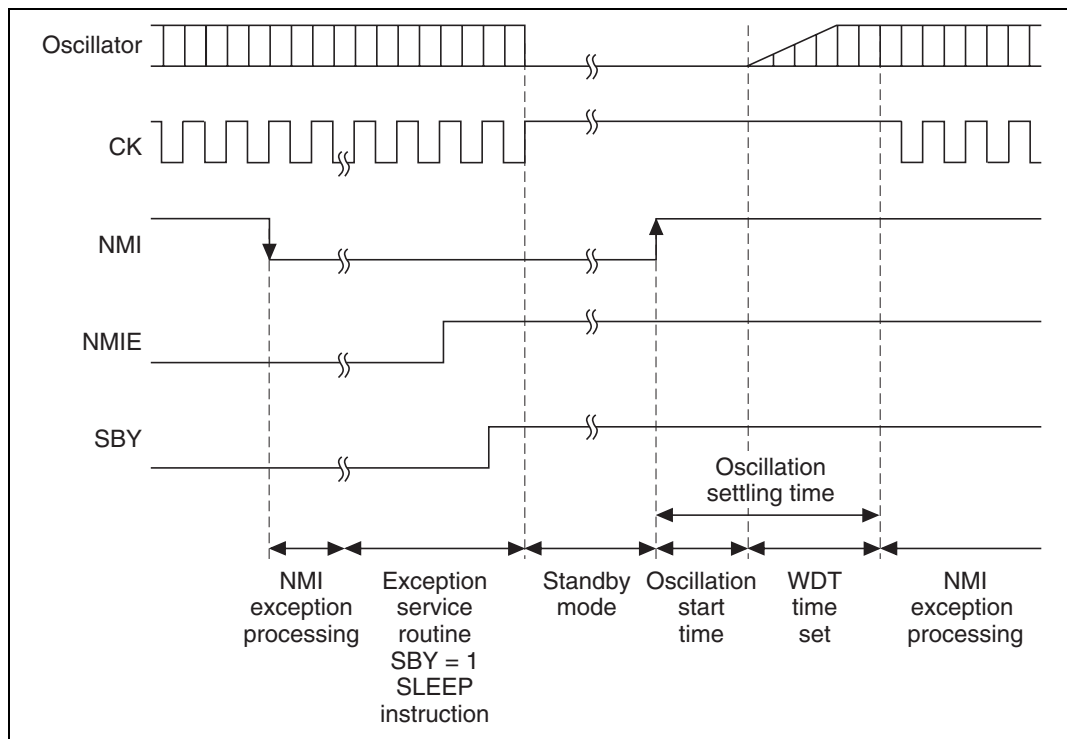 Oscillator
CK
NMI
NMIE
SBY
Oscillation
settling time
NMI
exception
processing
Exception
service
routine
SBY = 1
SLEEP
instruction
Standby
mode
Oscillation
start
time
WDT
time
set
NMI
exception
processing